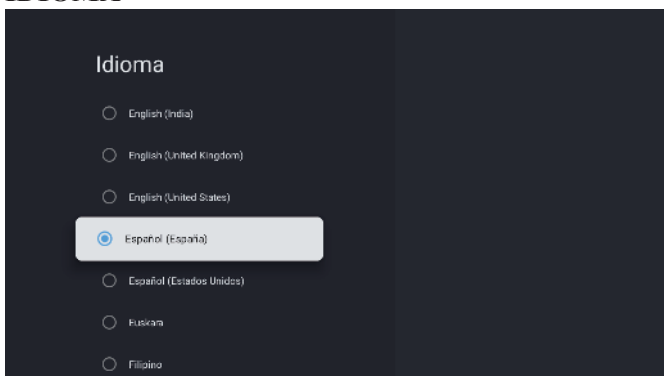 Idioma
English (India)
English (United Kingdom)
English (United States)
Español (España)
Español (Estados Unidos)
Euskara
Filipino